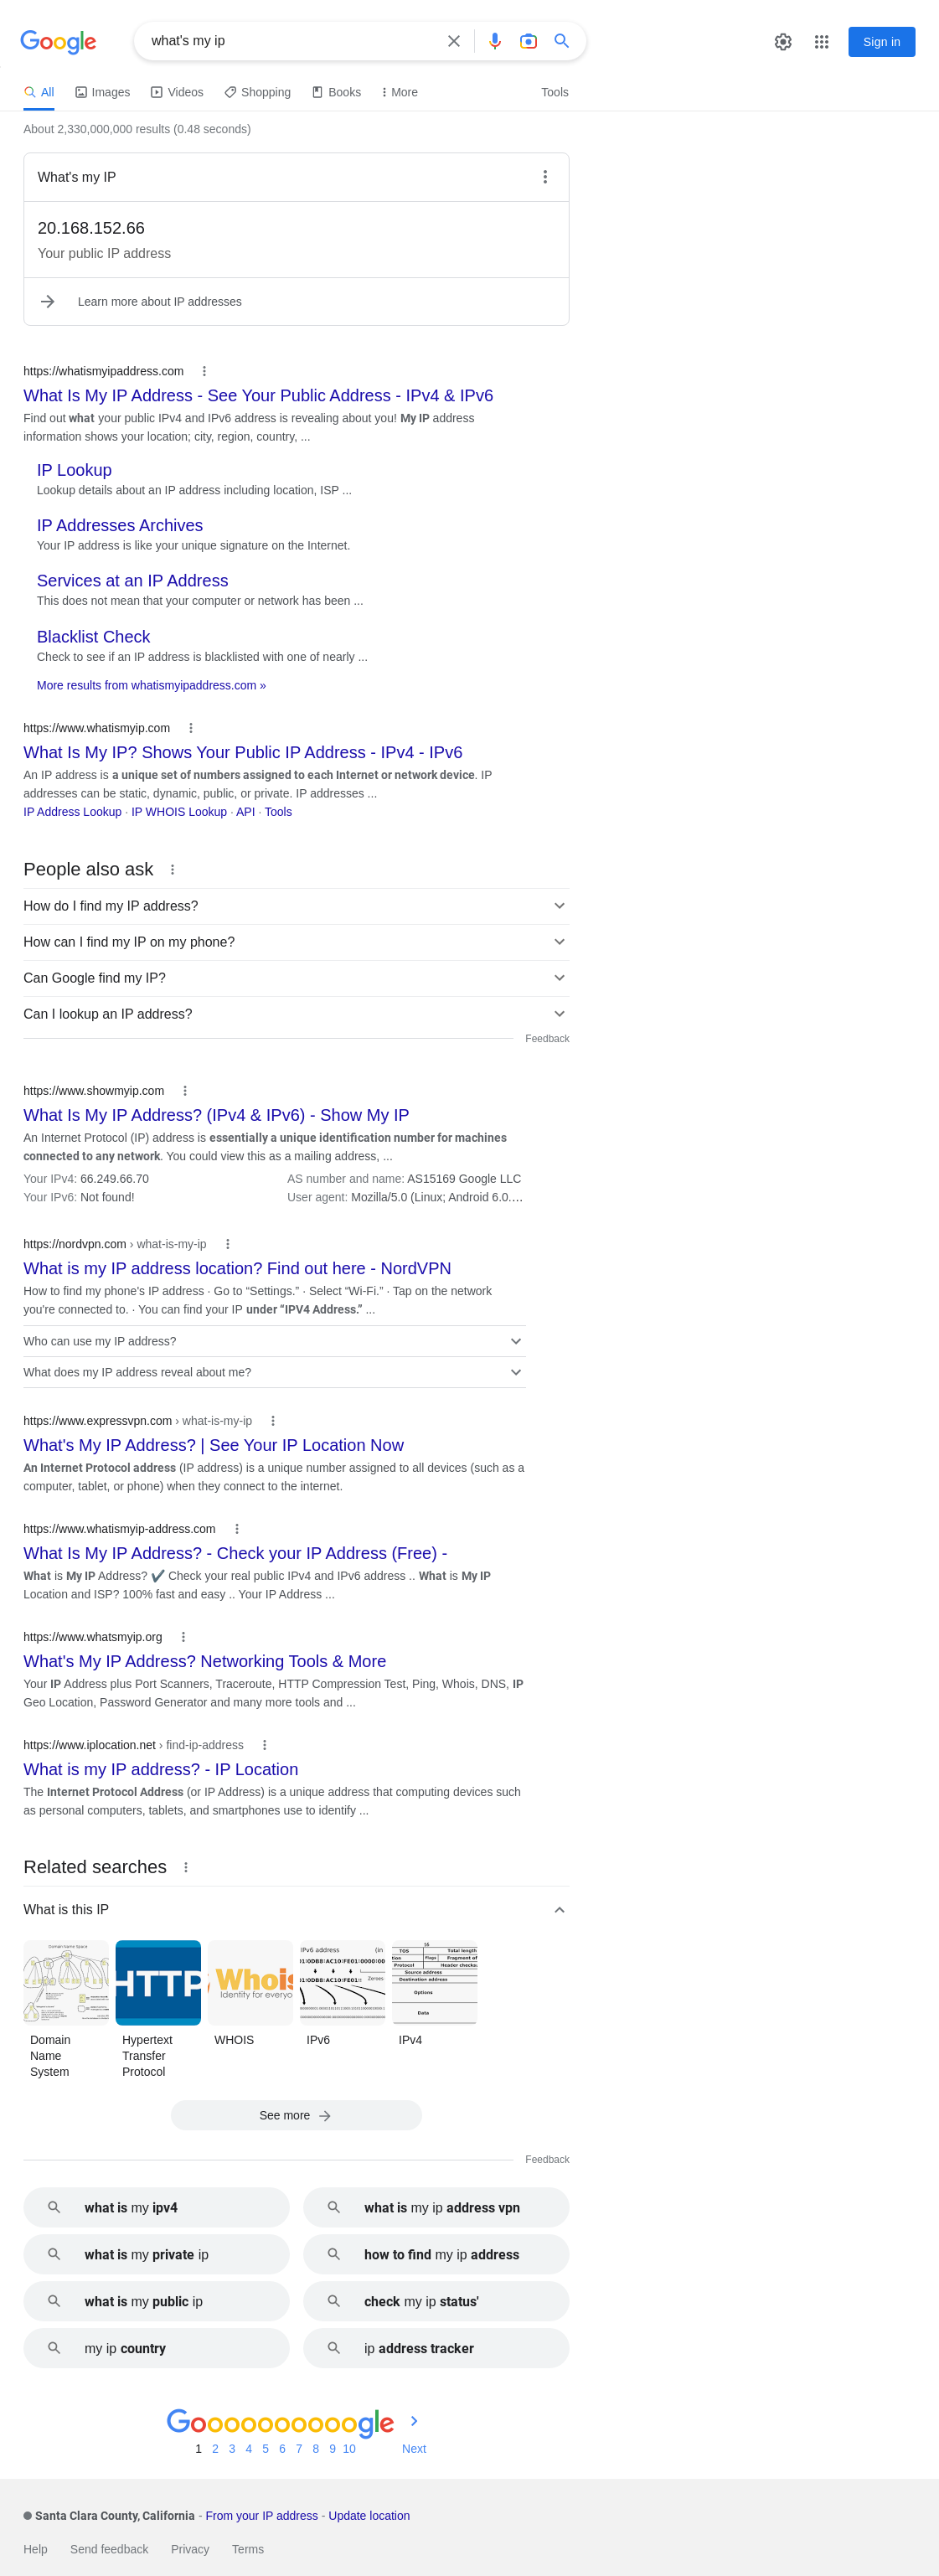 Google
what's my ip
Sign in
All
Images
Videos
Shopping
Books
More
Tools
About 2,330,000,000 results (0.48 seconds)
What's my IP
20.168.152.66
Your public IP address
Learn more about IP addresses
https://whatismyipaddress.com
What Is My IP Address - See Your Public Address - IPv4 & IPv6
Find out what your public IPv4 and IPv6 address is revealing about you! My IP address
information shows your location; city, region, country, ...
IP Lookup
Lookup details about an IP address including location, ISP ...
IP Addresses Archives
Your IP address is like your unique signature on the Internet.
Services at an IP Address
This does not mean that your computer or network has been ...
Blacklist Check
Check to see if an IP address is blacklisted with one of nearly ...
More results from whatismyipaddress.com »
https://www.whatismyip.com
What Is My IP? Shows Your Public IP Address - IPv4 - IPv6
An IP address is a unique set of numbers assigned to each Internet or network device. IP
addresses can be static, dynamic, public, or private. IP addresses ...
IP Address Lookup · IP WHOIS Lookup · API · Tools
People also ask
How do I find my IP address?
How can I find my IP on my phone?
Can Google find my IP?
Can I lookup an IP address?
Feedback
https://www.showmyip.com
What Is My IP Address? (IPv4 & IPv6) - Show My IP
An Internet Protocol (IP) address is essentially a unique identification number for machines
connected to any network. You could view this as a mailing address, ...
Your IPv4: 66.249.66.70
AS number and name: AS15169 Google LLC
Your IPv6: Not found!
User agent: Mozilla/5.0 (Linux; Android 6.0....
https://nordvpn.com › what-is-my-ip
What is my IP address location? Find out here - NordVPN
How to find my phone's IP address · Go to “Settings.” · Select “Wi-Fi.” · Tap on the network
you're connected to. · You can find your IP under “IPV4 Address.” ...
Who can use my IP address?
What does my IP address reveal about me?
https://www.expressvpn.com › what-is-my-ip
What's My IP Address? | See Your IP Location Now
An Internet Protocol address (IP address) is a unique number assigned to all devices (such as a
computer, tablet, or phone) when they connect to the internet.
https://www.whatismyip-address.com
What Is My IP Address? - Check your IP Address (Free) -
What is My IP Address? ✔️ Check your real public IPv4 and IPv6 address .. What is My IP
Location and ISP? 100% fast and easy .. Your IP Address ...
https://www.whatsmyip.org
What's My IP Address? Networking Tools & More
Your IP Address plus Port Scanners, Traceroute, HTTP Compression Test, Ping, Whois, DNS, IP
Geo Location, Password Generator and many more tools and ...
https://www.iplocation.net › find-ip-address
What is my IP address? - IP Location
The Internet Protocol Address (or IP Address) is a unique address that computing devices such
as personal computers, tablets, and smartphones use to identify ...
Related searches
What is this IP
Domain Name Space
HTTP
Whois
Identity for everyo
IPv6 address (in
Zeroes
16
TOS Total length
Flags Fragment of
Protocol Header checks
Source address
Destination address
Options
Data
Domain
Name
System
Hypertext
Transfer
Protocol
WHOIS
IPv6
IPv4
See more
Feedback
what is my ipv4
what is my ip address vpn
what is my private ip
how to find my ip address
what is my public ip
check my ip status'
my ip country
ip address tracker
Goooooooooogle
1 2 3 4 5 6 7 8 9 10 Next
Santa Clara County, California - From your IP address - Update location
Help Send feedback Privacy Terms